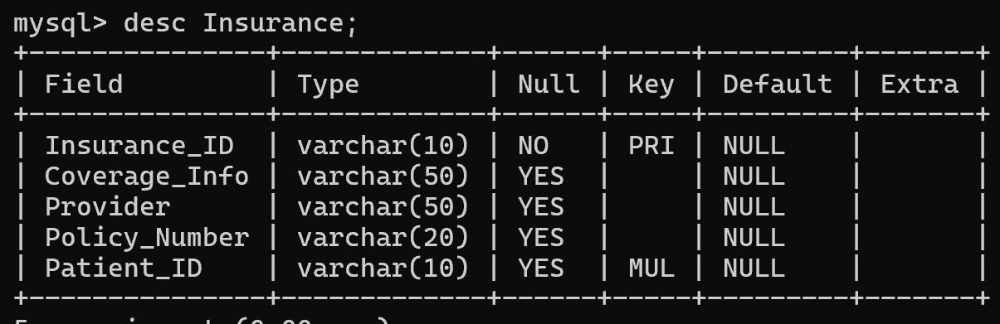 mysql> desc Insurance;
+---------------+-------------+------+-----+---------+-------+
| Field         | Type        | Null | Key | Default | Extra |
+---------------+-------------+------+-----+---------+-------+
| Insurance_ID  | varchar(10) | NO   | PRI | NULL    |       |
| Coverage_Info | varchar(50) | YES  |     | NULL    |       |
| Provider      | varchar(50) | YES  |     | NULL    |       |
| Policy_Number | varchar(20) | YES  |     | NULL    |       |
| Patient_ID    | varchar(10) | YES  | MUL | NULL    |       |
+---------------+-------------+------+-----+---------+-------+